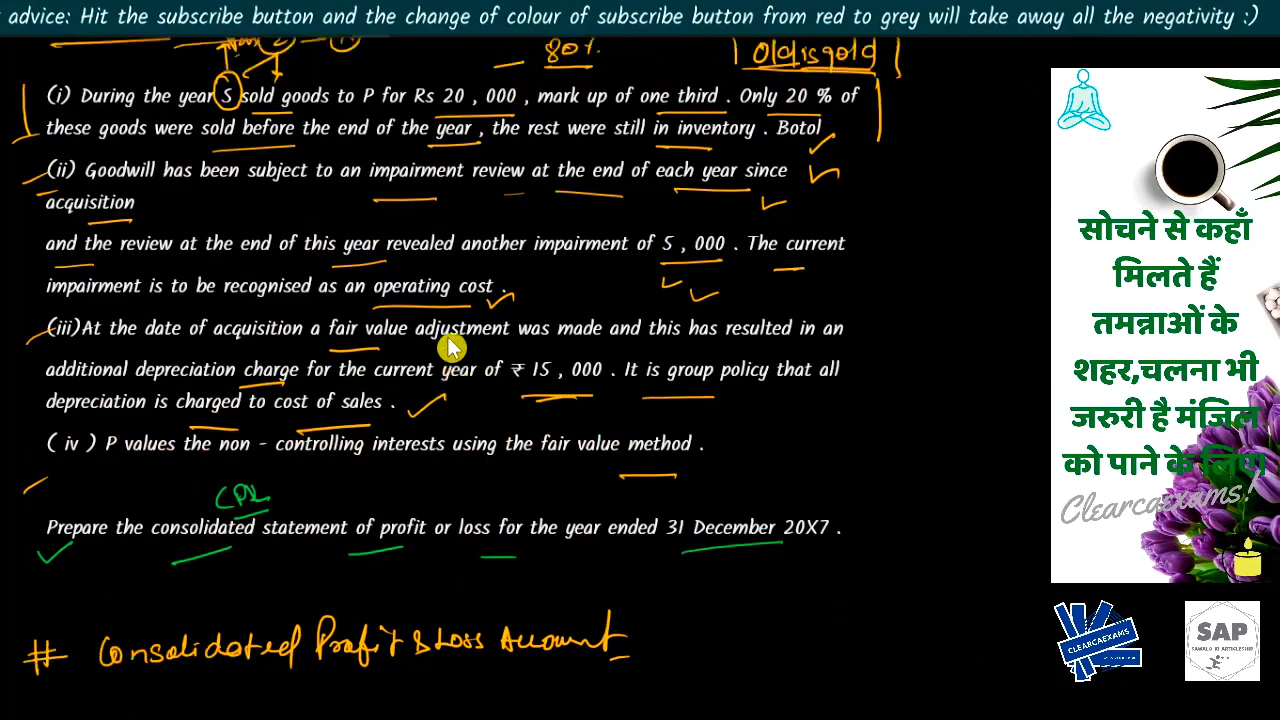 advice: Hit the subscribe button and the change of colour of subscribe button from red to grey will take away all the negativity :)
80%
Oldisgold
(i) During the year S sold goods to P for Rs 20 , 000 , mark up of one third . Only 20 % of
these goods were sold before the end of the year , the rest were still in inventory . Botol
(ii) Goodwill has been subject to an impairment review at the end of each year since
acquisition
and the review at the end of this year revealed another impairment of 5 , 000 . The current
impairment is to be recognised as an operating cost .
(iii)At the date of acquisition a fair value adjustment was made and this has resulted in an
additional depreciation charge for the current year of ₹ 15 , 000 . It is group policy that all
depreciation is charged to cost of sales .
( iv ) P values the non - controlling interests using the fair value method .
CPL
Prepare the consolidated statement of profit or loss for the year ended 31 December 20X7 .
# Consolidated Profit & Loss Account
सोचने से कहाँ
मिलते हैं
तमन्नाओं के
शहर,चलना भी
जरुरी है मंजिल
को पाने के लिए
Clearcaexams!
CLEARCAEXAMS
SAP
SAWALO KI ARTICLESHIP